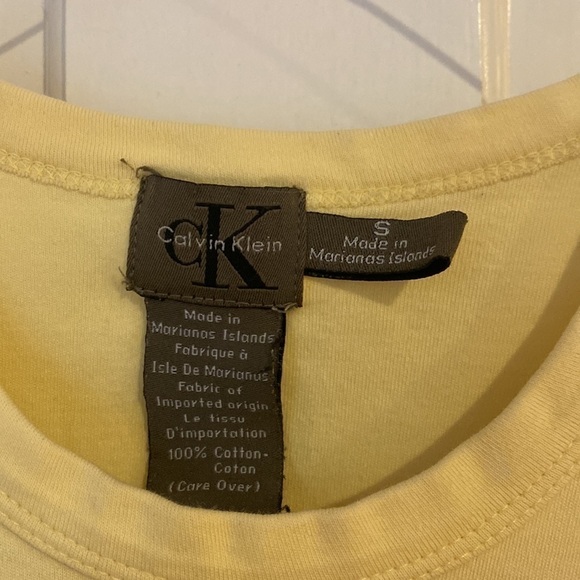 CK
Calvin Klein
S
Made in
Marianas Islands
Made in
Marianas Islands
Fabrique à
Isle De Marianas
Fabric of
Imported origin
Le tissu
D'importation
100% Cotton-
Coton
(Care Over)